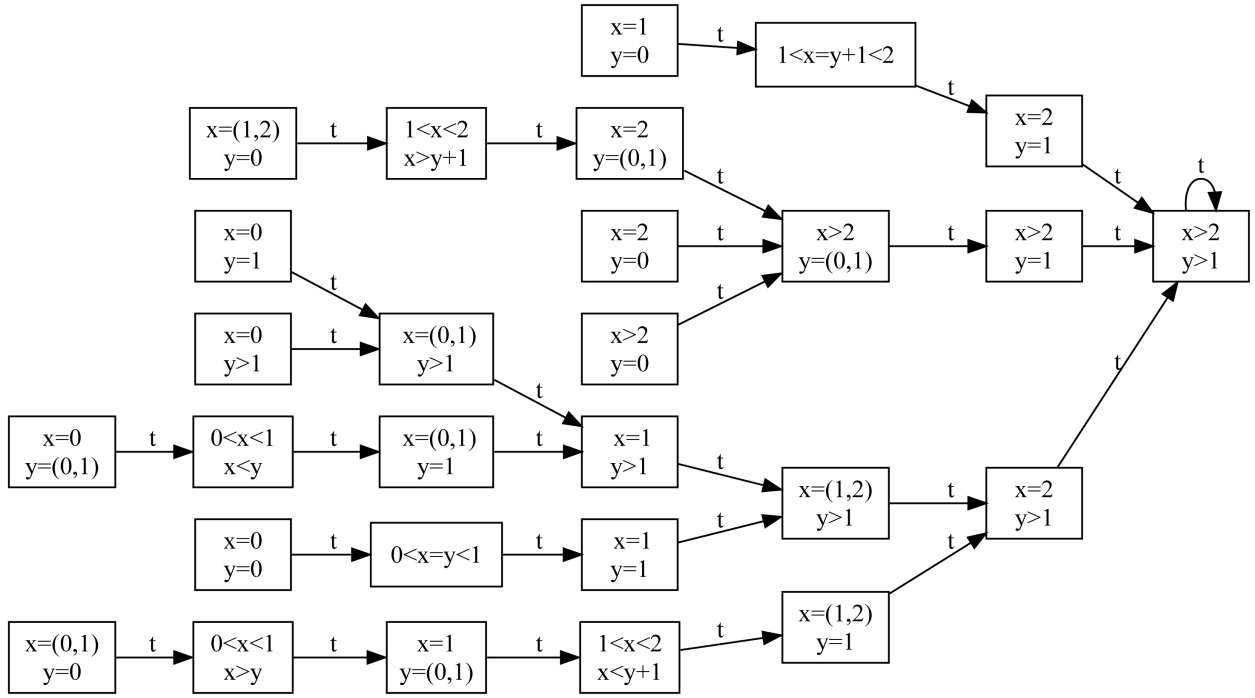 x=1
y=0
t
1<x=y+1<2
t
x=2
y=1
t
x=(1,2)
y=0
t
1<x<2
x>y+1
t
x=2
y=(0,1)
t
x=0
y=1
t
x=2
y=0
t
x>2
y=(0,1)
t
x>2
y=1
t
x>2
y>1
t
x=0
y>1
t
x=(0,1)
y>1
t
x>2
y=0
t
x=0
y=(0,1)
t
0<x<1
x<y
t
x=(0,1)
y=1
t
x=1
y>1
t
x=(1,2)
y>1
t
x=2
y>1
t
x=0
y=0
t
0<x=y<1
t
x=1
y=1
t
x=(0,1)
y=0
t
0<x<1
x>y
t
x=1
y=(0,1)
t
1<x<2
x<y+1
t
x=(1,2)
y=1
t